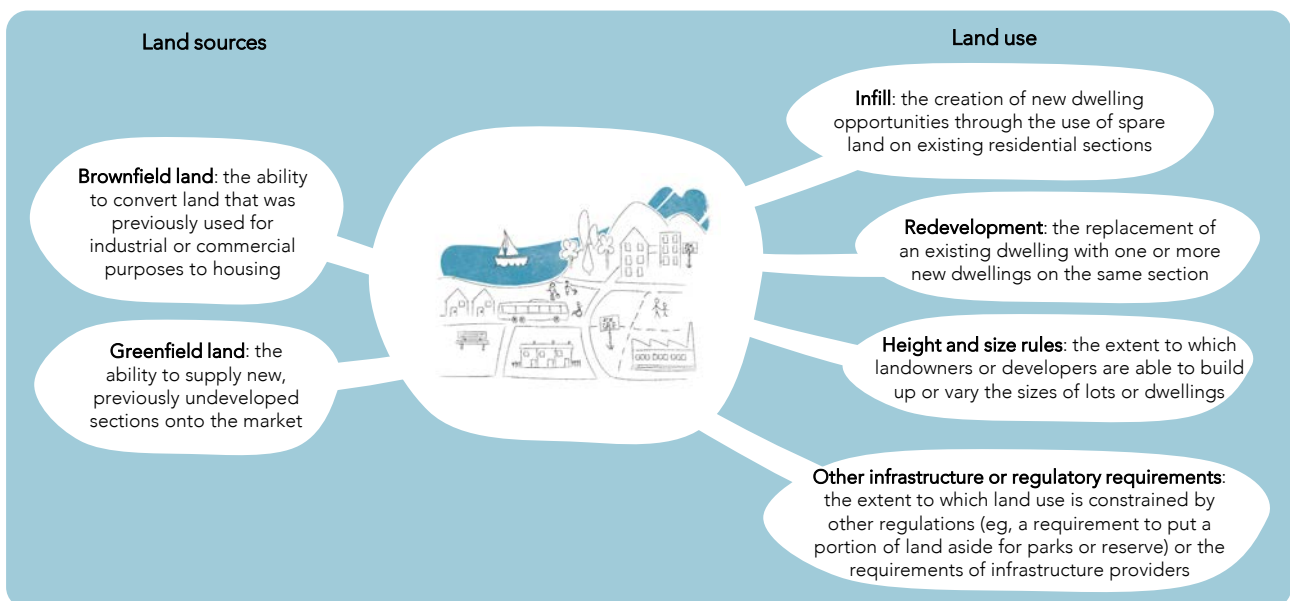 Land sources
Brownfield land: the ability
to convert land that was
previously used for
industrial or commercial
purposes to housing
Greenfield land: the
ability to supply new,
previously undeveloped
sections onto the market
Land use
Infill: the creation of new dwelling
opportunities through the use of spare
land on existing residential sections
Redevelopment: the replacement of
an existing dwelling with one or more
new dwellings on the same section
Height and size rules: the extent to which
landowners or developers are able to build
up or vary the sizes of lots or dwellings
Other infrastructure or regulatory requirements:
the extent to which land use is constrained by
other regulations (eg, a requirement to put a
portion of land aside for parks or reserve) or the
requirements of infrastructure providers